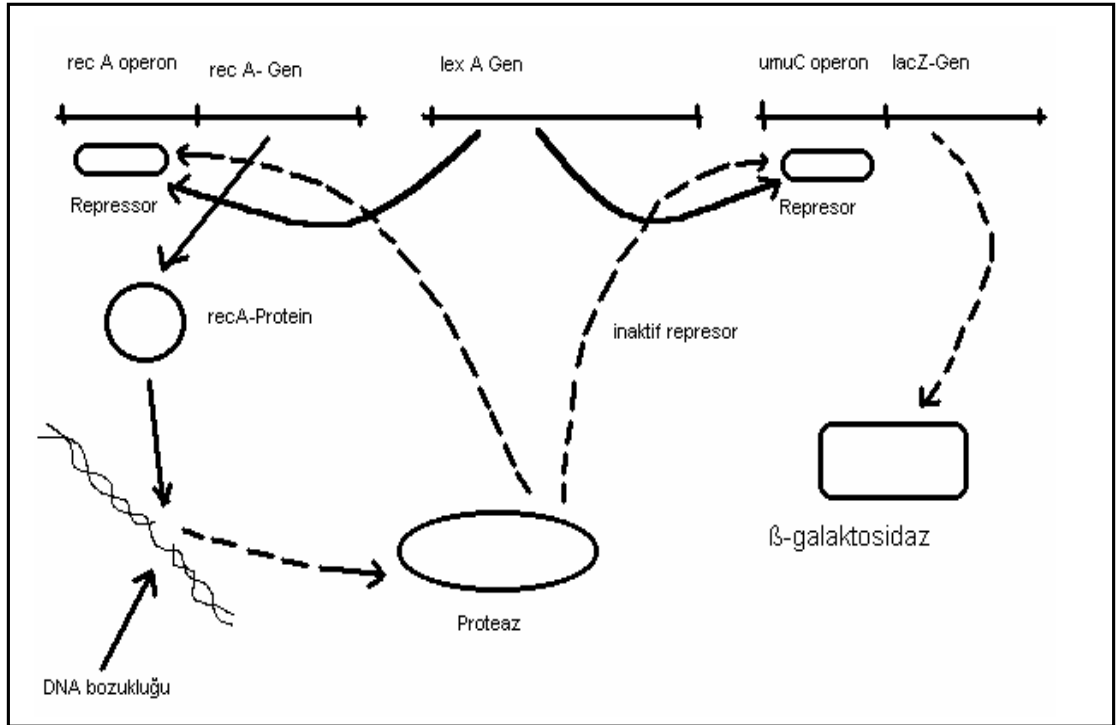 rec A operon
rec A- Gen
lex A Gen
umuC operon
lacZ-Gen
Repressor
Represor
recA-Protein
inaktif represor
ß-galaktosidaz
Proteaz
DNA bozukluğu